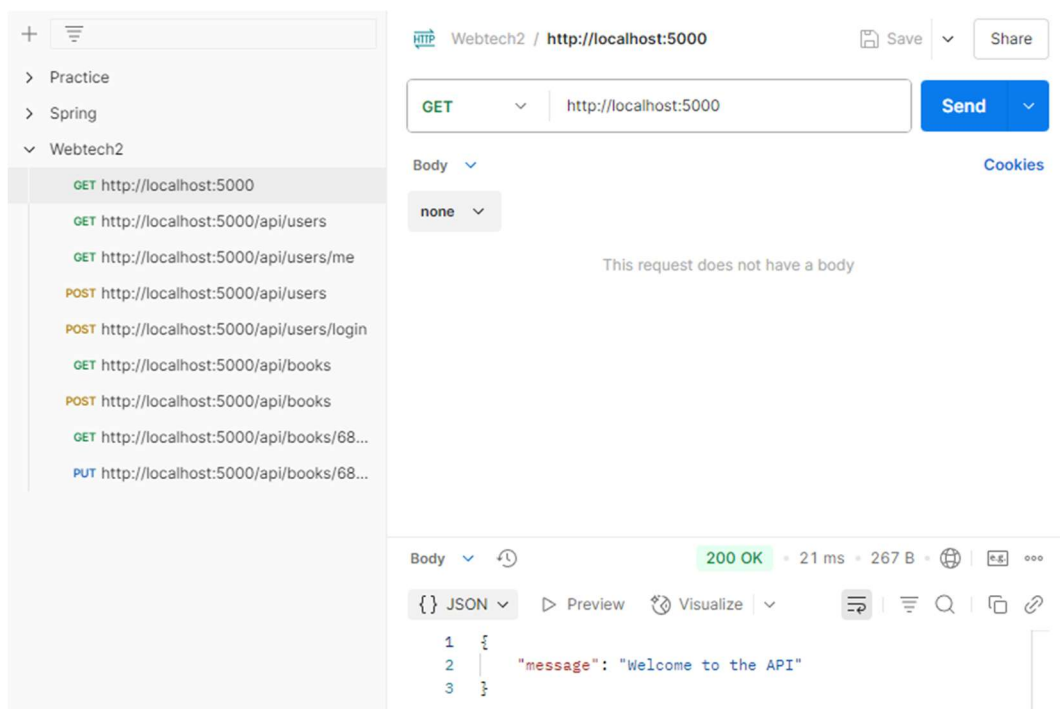 Practice
Spring
Webtech2
GET http://localhost:5000
GET http://localhost:5000/api/users
GET http://localhost:5000/api/users/me
POST http://localhost:5000/api/users
POST http://localhost:5000/api/users/login
GET http://localhost:5000/api/books
POST http://localhost:5000/api/books
GET http://localhost:5000/api/books/68...
PUT http://localhost:5000/api/books/68...
HTTP Webtech2 / http://localhost:5000 Save Share
GET http://localhost:5000 Send
Body Cookies
none
This request does not have a body
Body 200 OK • 21 ms • 267 B • e.g.
{} JSON Preview Visualize
1 {
2 "message": "Welcome to the API"
3 }